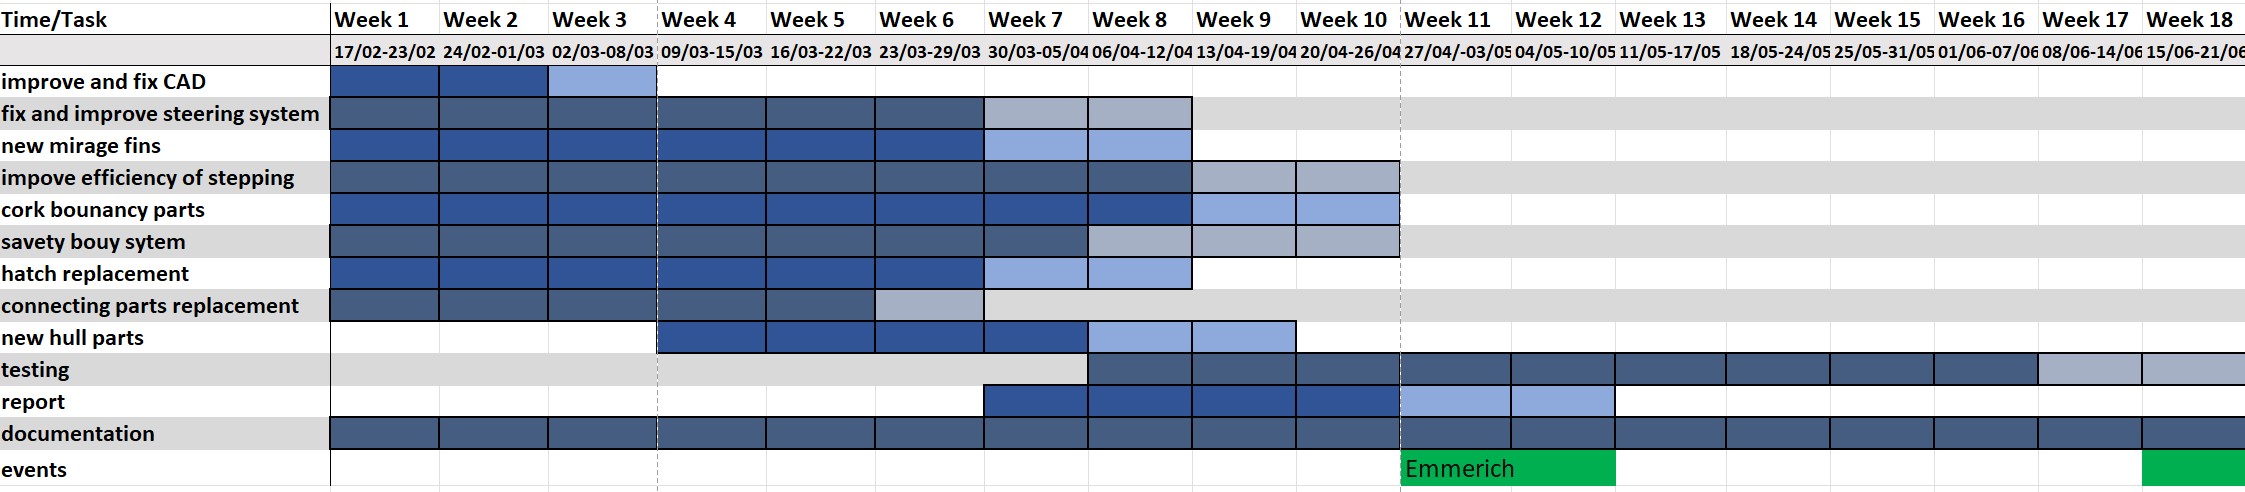 Time/Task Week 1 Week 2 Week 3 Week 4 Week 5 Week 6 Week 7 Week 8 Week 9 Week 10 Week 11 Week 12 Week 13 Week 14 Week 15 Week 16 Week 17 Week 18
17/02-23/02 24/02-01/03 02/03-08/03 09/03-15/03 16/03-22/03 23/03-29/03 30/03-05/04 06/04-12/04 13/04-19/04 20/04-26/04 27/04/-03/05 04/05-10/05 11/05-17/05 18/05-24/05 25/05-31/05 01/06-07/06 08/06-14/06 15/06-21/06
improve and fix CAD
fix and improve steering system
new mirage fins
impove efficiency of stepping
cork bounancy parts
savety bouy sytem
hatch replacement
connecting parts replacement
new hull parts
testing
report
documentation
events Emmerich